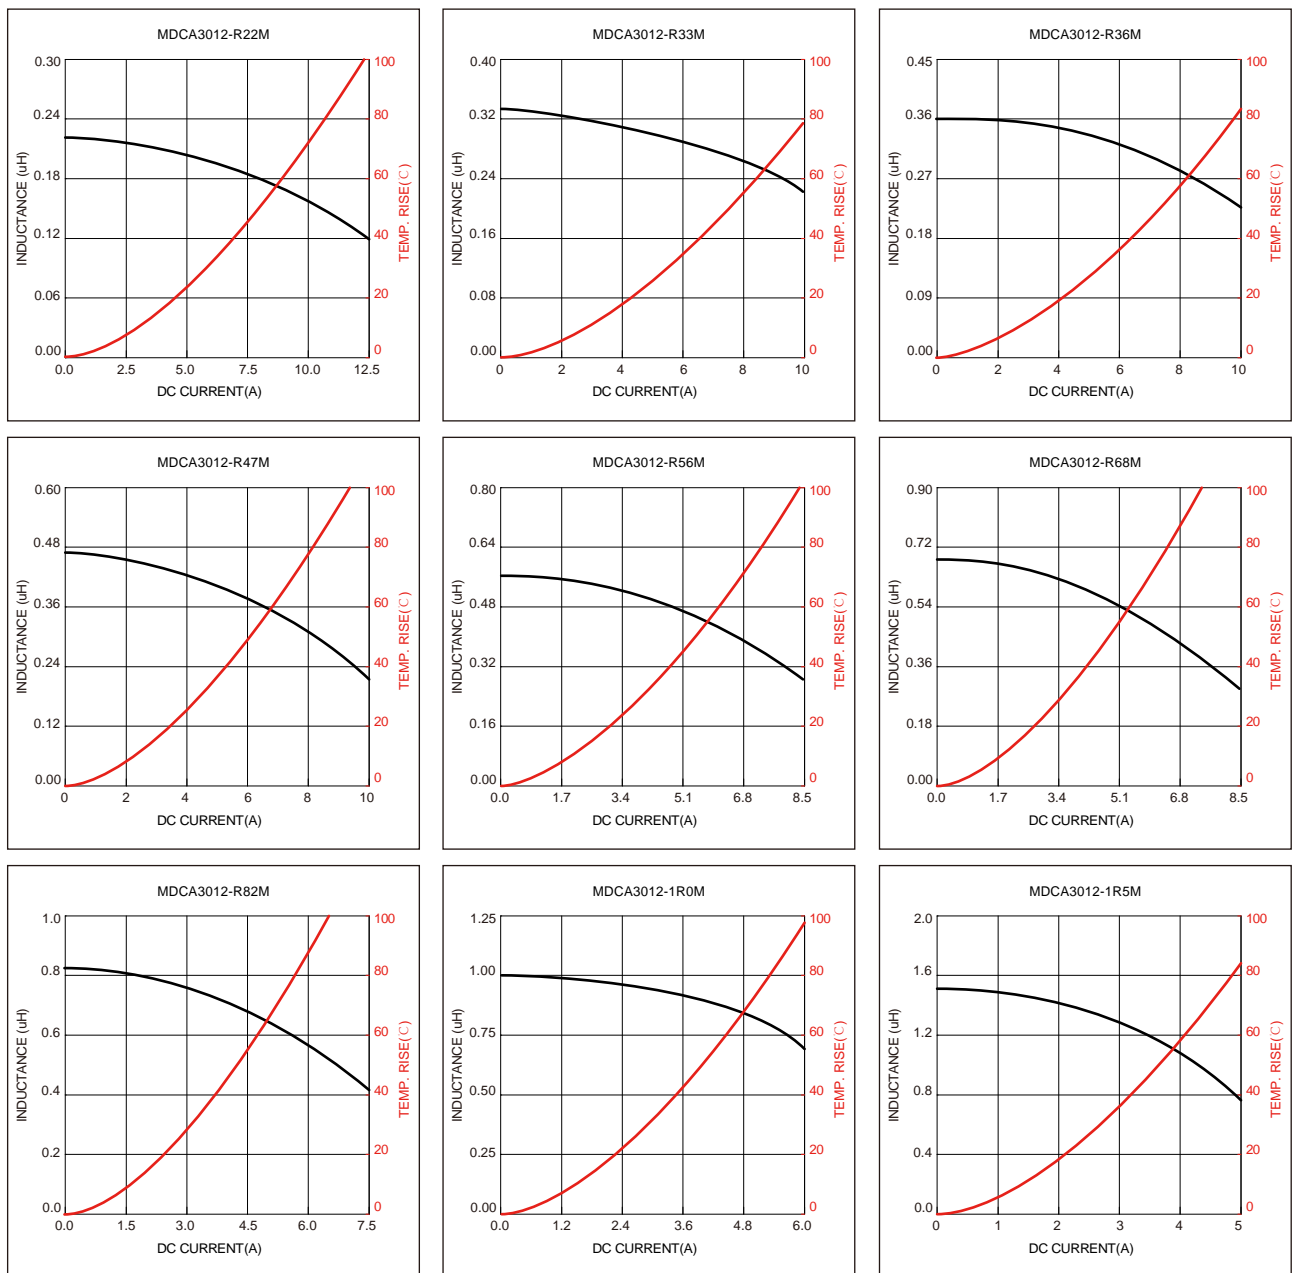 MDCA3012-R22M
0.30
0.24
0.18
0.12
0.06
0.00
100
80
60
40
20
0
0.0 2.5 5.0 7.5 10.0 12.5
INDUCTANCE (uH)
TEMP. RISE(C)
DC CURRENT(A)
MDCA3012-R33M
0.40
0.32
0.24
0.16
0.08
0.00
100
80
60
40
20
0
0 2 4 6 8 10
INDUCTANCE (uH)
TEMP. RISE(C)
DC CURRENT(A)
MDCA3012-R36M
0.45
0.36
0.27
0.18
0.09
0.00
100
80
60
40
20
0
0 2 4 6 8 10
INDUCTANCE (uH)
TEMP. RISE(C)
DC CURRENT(A)
MDCA3012-R47M
0.60
0.48
0.36
0.24
0.12
0.00
100
80
60
40
20
0
0 2 4 6 8 10
INDUCTANCE (uH)
TEMP. RISE(C)
DC CURRENT(A)
MDCA3012-R56M
0.80
0.64
0.48
0.32
0.16
0.00
100
80
60
40
20
0
0.0 1.7 3.4 5.1 6.8 8.5
INDUCTANCE (uH)
TEMP. RISE(C)
DC CURRENT(A)
MDCA3012-R68M
0.90
0.72
0.54
0.36
0.18
0.00
100
80
60
40
20
0
0.0 1.7 3.4 5.1 6.8 8.5
INDUCTANCE (uH)
TEMP. RISE(C)
DC CURRENT(A)
MDCA3012-R82M
1.0
0.8
0.6
0.4
0.2
0.0
100
80
60
40
20
0
0.0 1.5 3.0 4.5 6.0 7.5
INDUCTANCE (uH)
TEMP. RISE(C)
DC CURRENT(A)
MDCA3012-1R0M
1.25
1.00
0.75
0.50
0.25
0.00
100
80
60
40
20
0
0.0 1.2 2.4 3.6 4.8 6.0
INDUCTANCE (uH)
TEMP. RISE(C)
DC CURRENT(A)
MDCA3012-1R5M
2.0
1.6
1.2
0.8
0.4
0.0
100
80
60
40
20
0
0 1 2 3 4 5
INDUCTANCE (uH)
TEMP. RISE(C)
DC CURRENT(A)